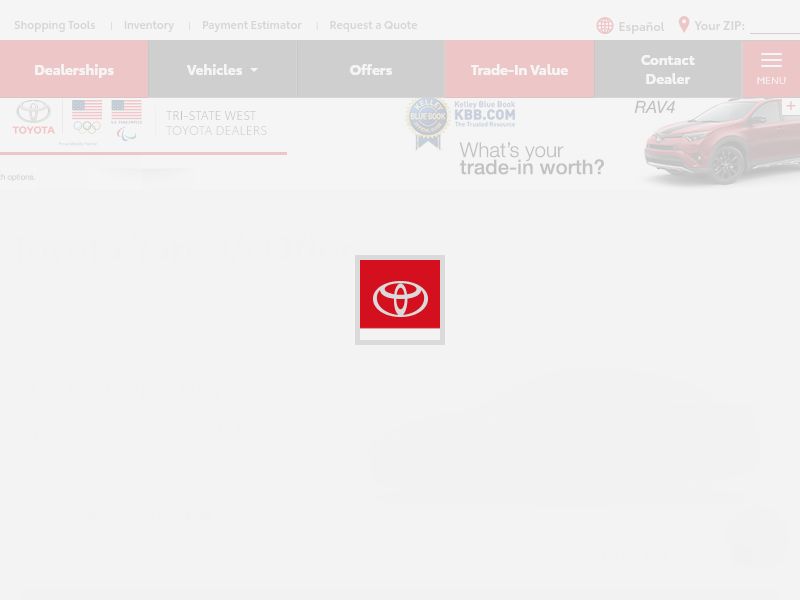 Shopping Tools
Inventory
Payment Estimator
Request a Quote
Español
Your ZIP:
Dealerships
Vehicles
Offers
Trade-In Value
Contact
Dealer
MENU
TOYOTA
TRI-STATE WEST
TOYOTA DEALERS
KELLEY
BLUE BOOK
Kelley Blue Book
KBB.COM
The Trusted Resource
What's your
trade-in worth?
RAV4
h options.